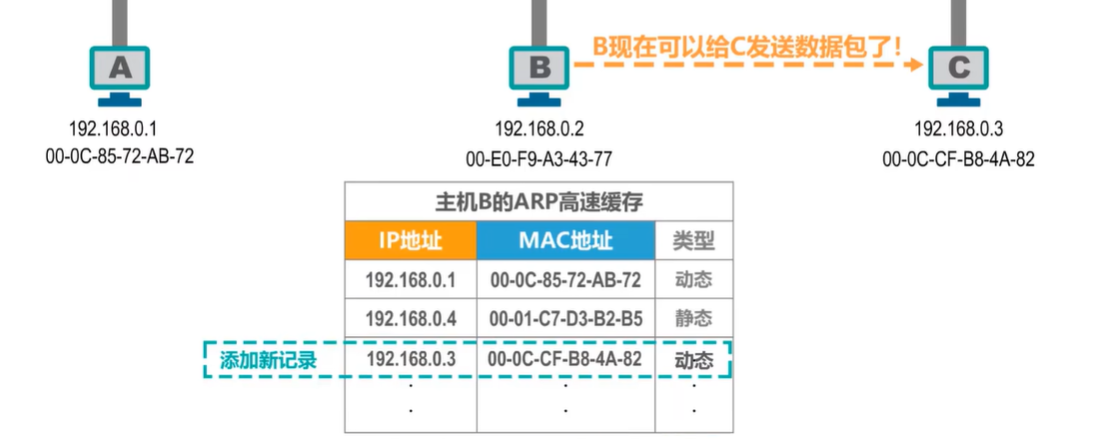 B现在可以给C发送数据包了!
A
B
C
192.168.0.1
192.168.0.2
192.168.0.3
00-0C-85-72-AB-72
00-E0-F9-A3-43-77
00-0C-CF-B8-4A-82
主机B的ARP高速缓存
IP地址 MAC地址 类型
192.168.0.1 00-0C-85-72-AB-72 动态
192.168.0.4 00-01-C7-D3-B2-B5 静态
添加新记录 192.168.0.3 00-0C-CF-B8-4A-82 动态